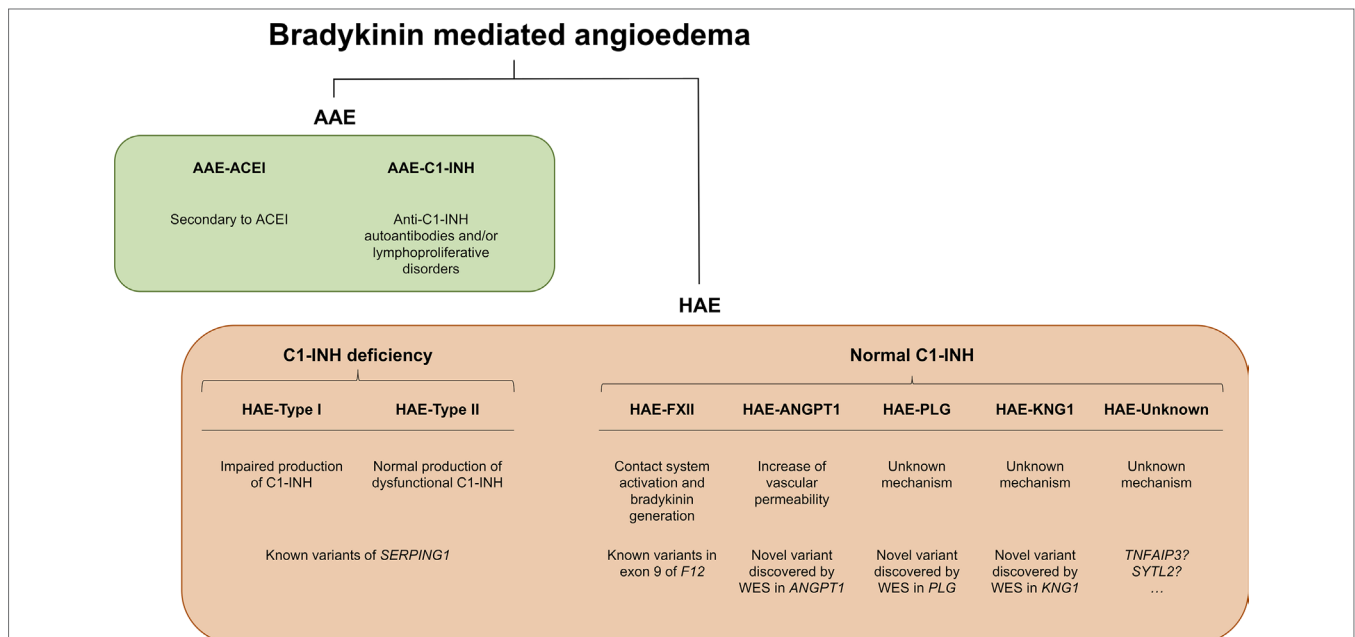 Bradykinin mediated angioedema
AAE
AAE-ACEI
Secondary to ACEI
AAE-C1-INH
Anti-C1-INH
autoantibodies and/or
lymphoproliferative
disorders
HAE
C1-INH deficiency
HAE-Type I
Impaired production
of C1-INH
HAE-Type II
Normal production of
dysfunctional C1-INH
Known variants of SERPING1
Normal C1-INH
HAE-FXII
Contact system
activation and
bradykinin
generation
Known variants in
exon 9 of F12
HAE-ANGPT1
Increase of
vascular
permeability
Novel variant
discovered by
WES in ANGPT1
HAE-PLG
Unknown
mechanism
Novel variant
discovered by
WES in PLG
HAE-KNG1
Unknown
mechanism
Novel variant
discovered by
WES in KNG1
HAE-Unknown
Unknown
mechanism
TNFAIP3?
SYTL2?
…